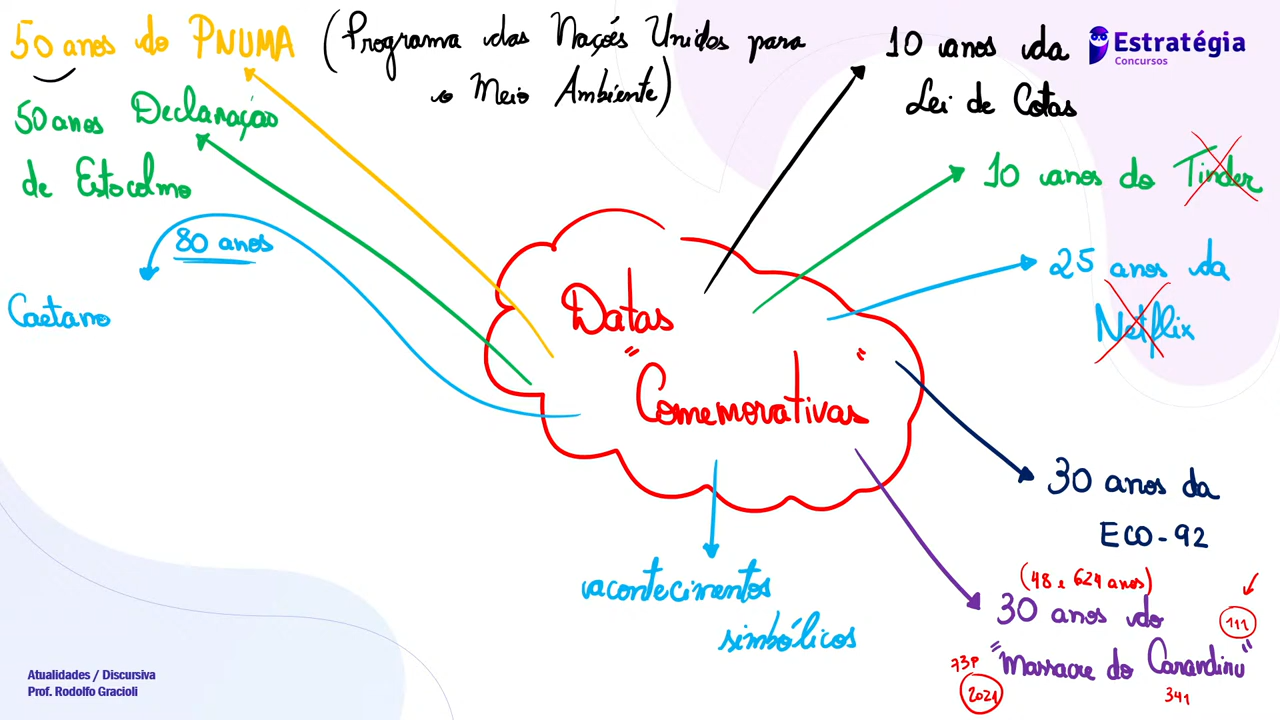 50 anos do PNUMA (Programa das Nações Unidas para
o Meio Ambiente)
50 anos Declaração
de Estocolmo
80 anos
Caetano
10 anos da
Lei de Cotas
Estratégia
Concursos
10 anos do Tinder
25 anos da
Netflix
Datas
"Comemorativas"
30 anos da
ECO-92
(48 e 624 anos)
30 anos do
111
"Massacre do Carandiru"
73P
2021
341
acontecimentos
simbólicos
Atualidades / Discursiva
Prof. Rodolfo Gracioli